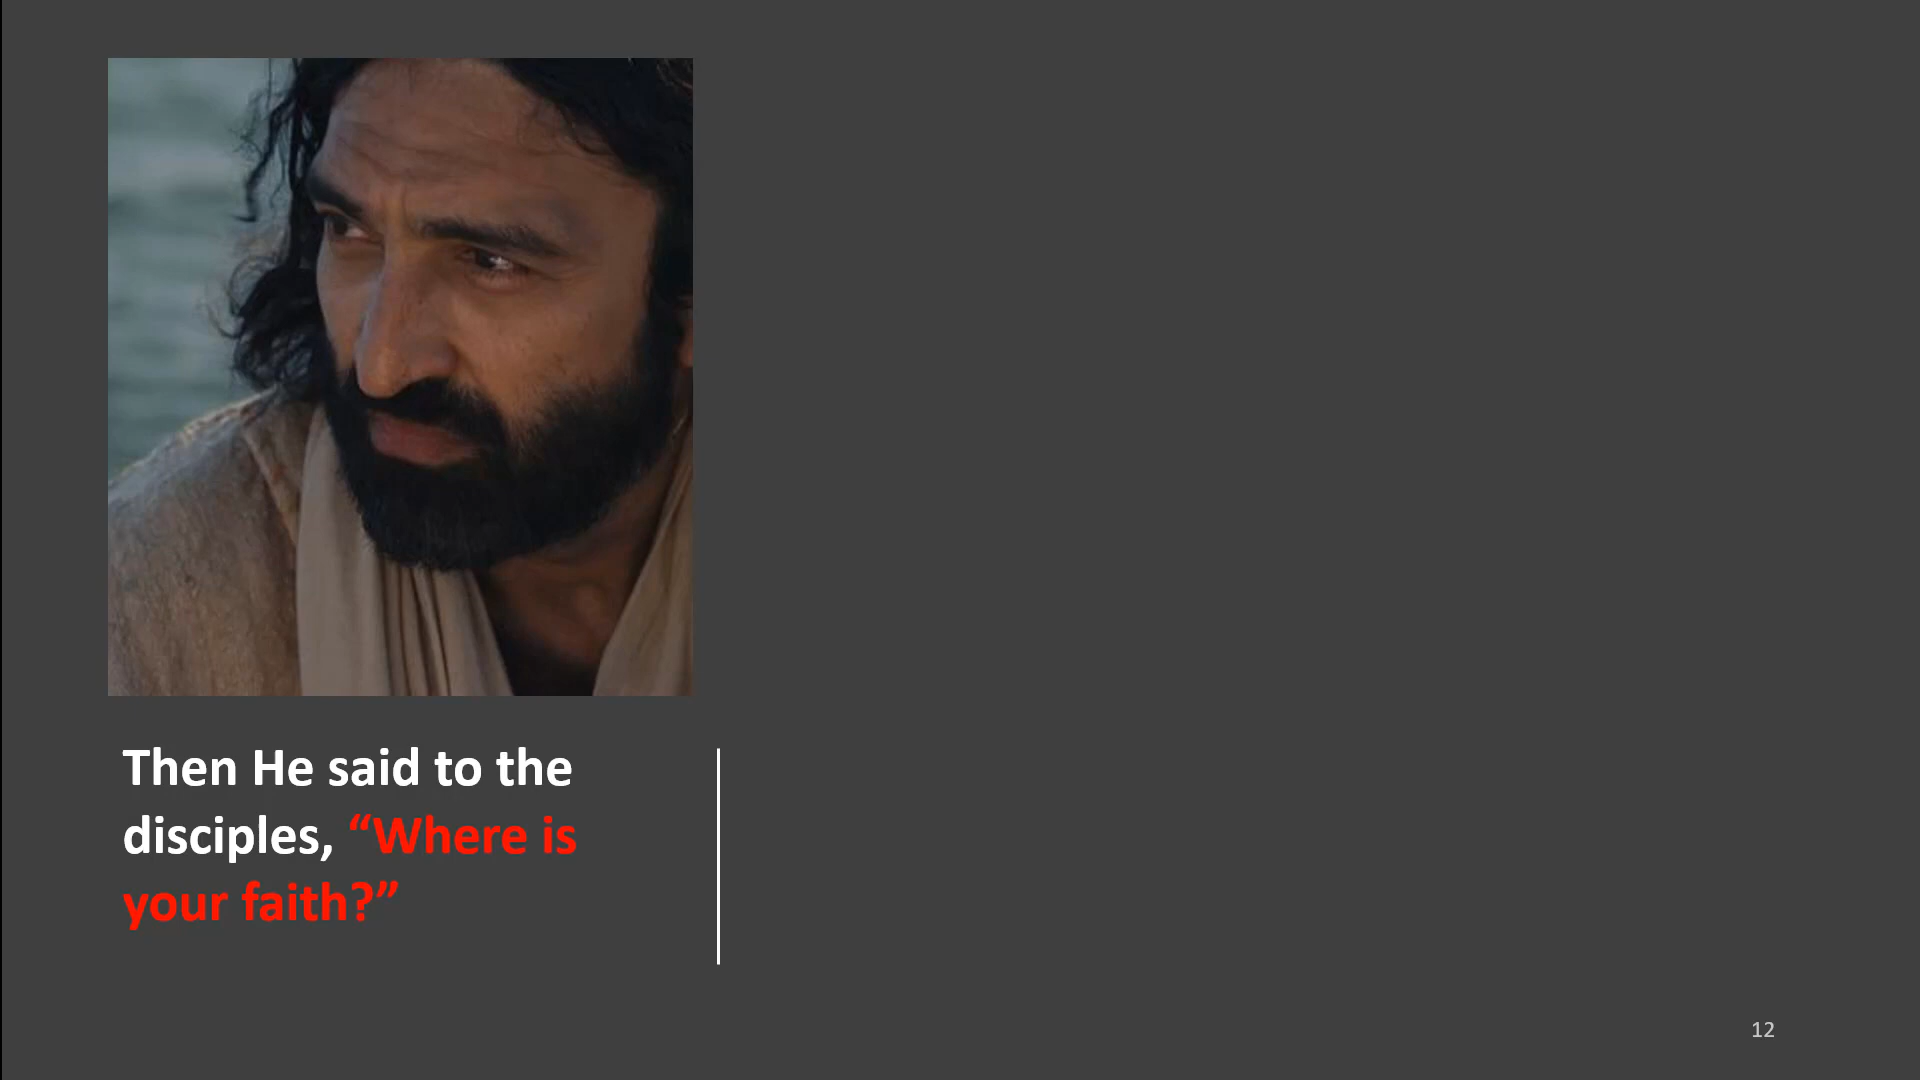 Then He said to the
disciples, “Where is
your faith?”
12